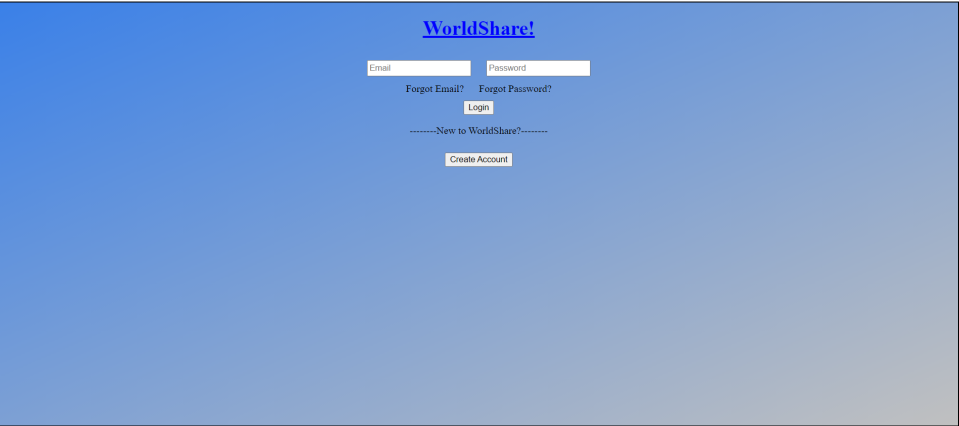 WorldShare!
Email Password
Forgot Email? Forgot Password?
Login
--------New to WorldShare?--------
Create Account